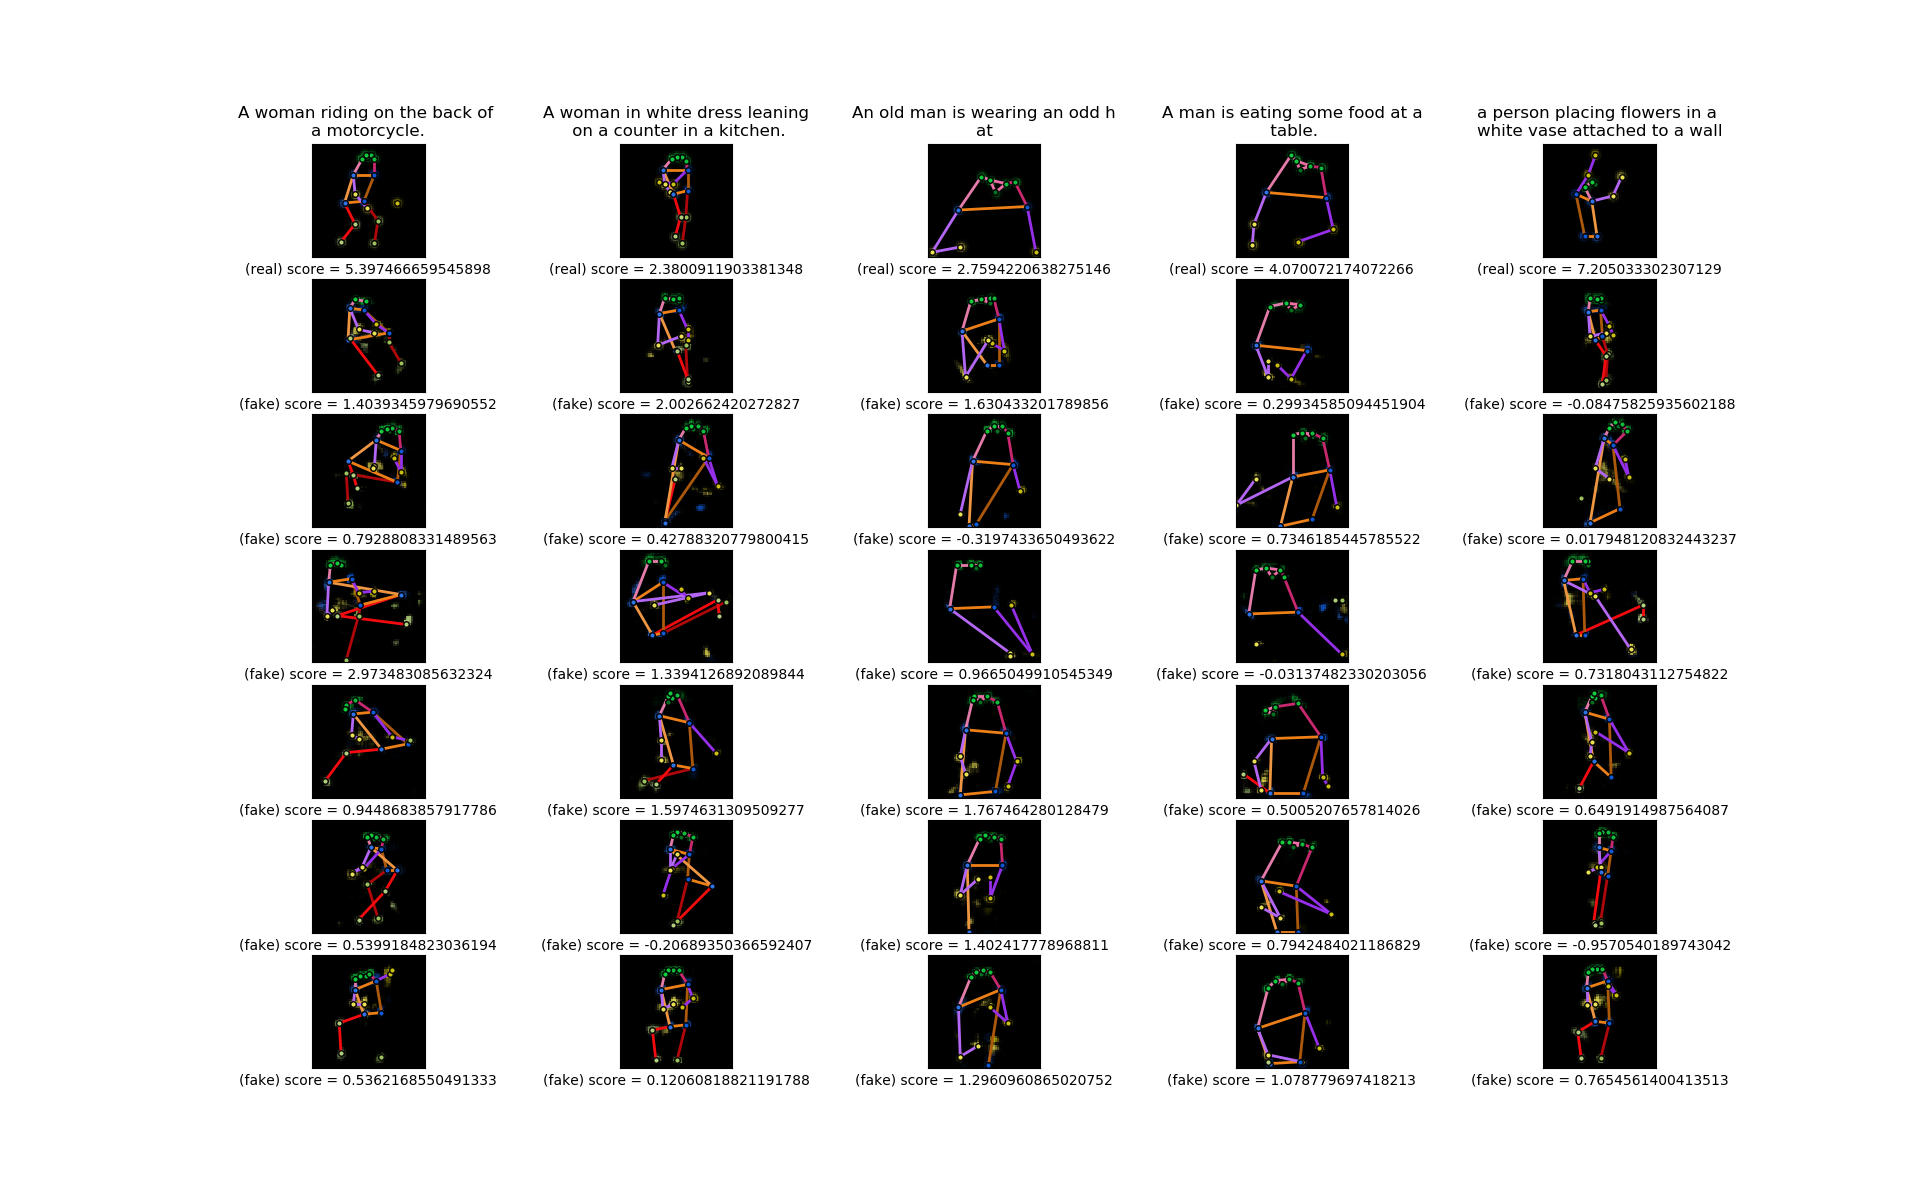 A woman riding on the back of
a motorcycle.
A woman in white dress leaning
on a counter in a kitchen.
An old man is wearing an odd h
at
A man is eating some food at a
table.
a person placing flowers in a
white vase attached to a wall
(real) score = 5.397466659545898
(real) score = 2.3800911903381348
(real) score = 2.7594220638275146
(real) score = 4.070072174072266
(real) score = 7.205033302307129
(fake) score = 1.4039345979690552
(fake) score = 2.002662420272827
(fake) score = 1.630433201789856
(fake) score = 0.29934585094451904
(fake) score = -0.08475825935602188
(fake) score = 0.7928808331489563
(fake) score = 0.42788320779800415
(fake) score = -0.3197433650493622
(fake) score = 0.7346185445785522
(fake) score = 0.017948120832443237
(fake) score = 2.973483085632324
(fake) score = 1.3394126892089844
(fake) score = 0.9665049910545349
(fake) score = -0.03137482330203056
(fake) score = 0.7318043112754822
(fake) score = 0.9448683857917786
(fake) score = 1.5974631309509277
(fake) score = 1.767464280128479
(fake) score = 0.5005207657814026
(fake) score = 0.6491914987564087
(fake) score = 0.5399184823036194
(fake) score = -0.20689350366592407
(fake) score = 1.402417778968811
(fake) score = 0.7942484021186829
(fake) score = -0.9570540189743042
(fake) score = 0.5362168550491333
(fake) score = 0.12060818821191788
(fake) score = 1.2960960865020752
(fake) score = 1.078779697418213
(fake) score = 0.7654561400413513